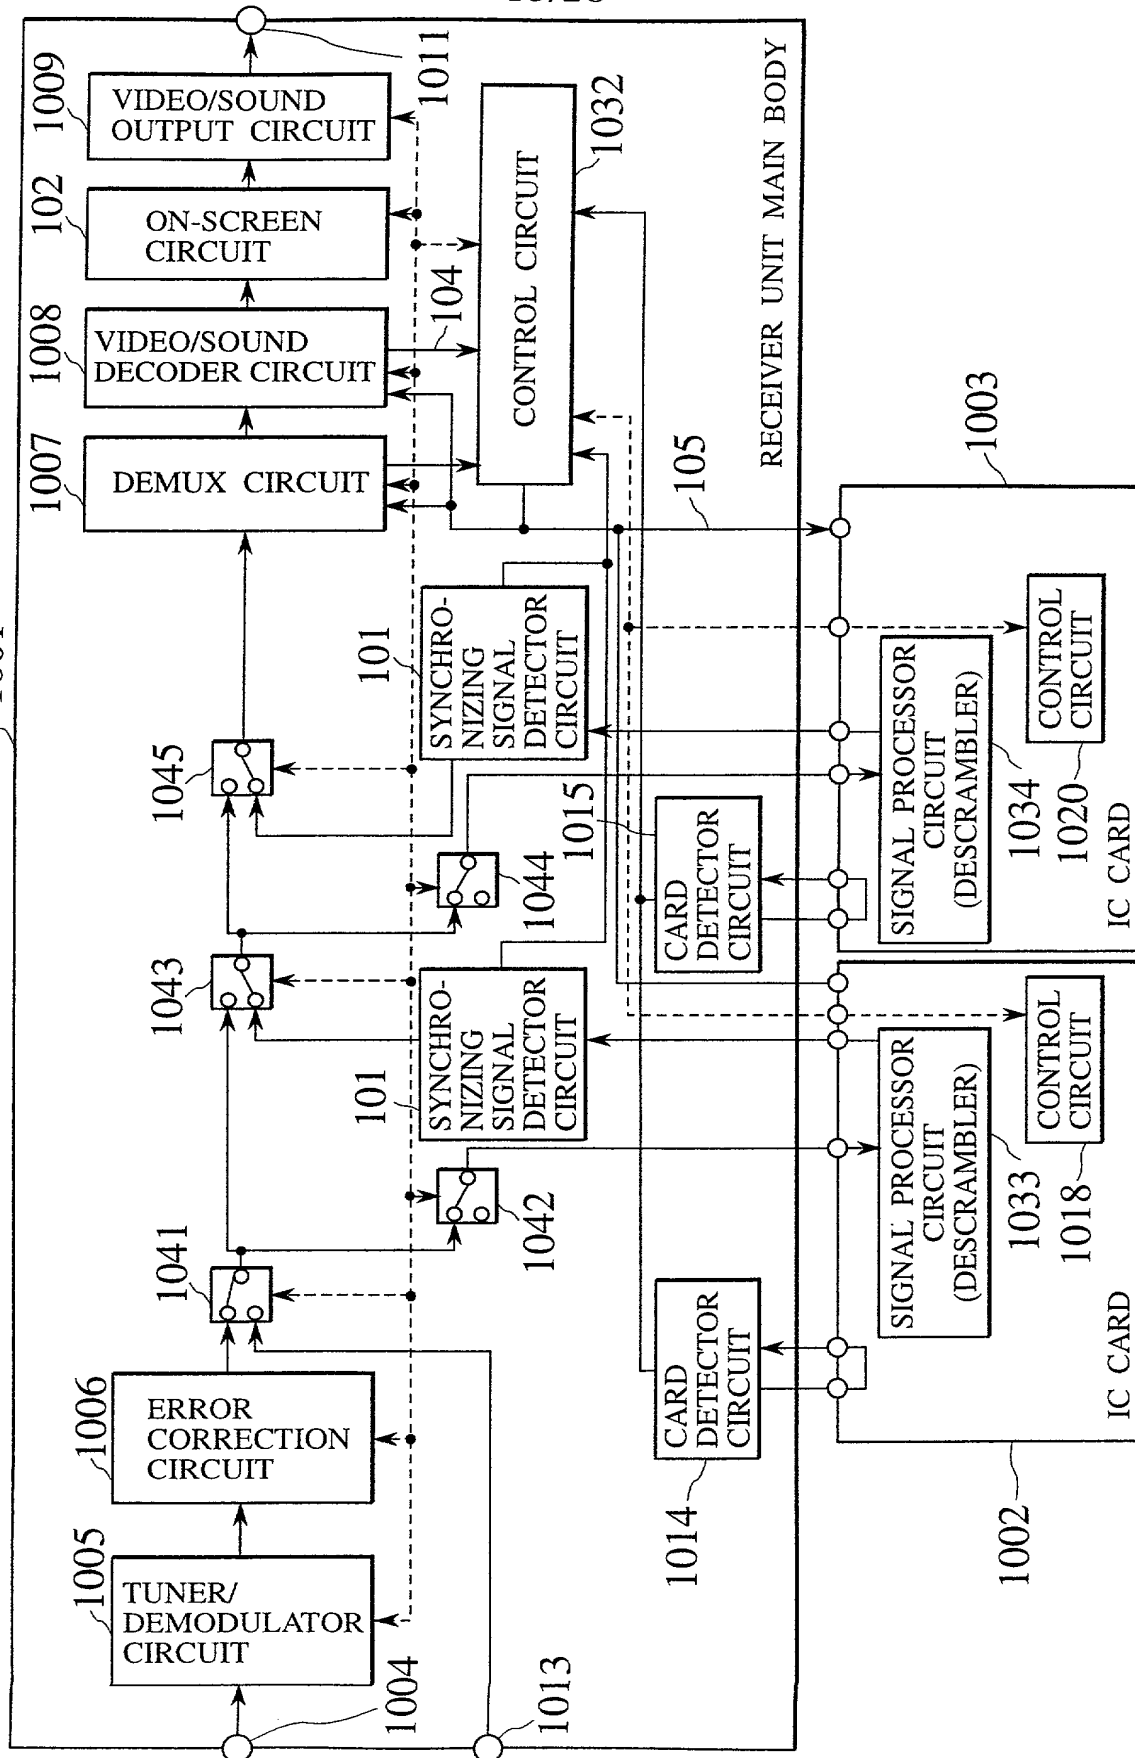 1011
1009
VIDEO/SOUND
OUTPUT CIRCUIT
102
ON-SCREEN
CIRCUIT
1008
VIDEO/SOUND
DECODER CIRCUIT
104
1007
DEMUX CIRCUIT
CONTROL CIRCUIT
1032
RECEIVER UNIT MAIN BODY
105
1045
101
SYNCHRO-
NIZING
SIGNAL
DETECTOR
CIRCUIT
1044
1015
CARD
DETECTOR
CIRCUIT
1043
101
SYNCHRO-
NIZING
SIGNAL
DETECTOR
CIRCUIT
1042
1041
1006
ERROR
CORRECTION
CIRCUIT
1005
TUNER/
DEMODULATOR
CIRCUIT
1004
1013
1014
CARD
DETECTOR
CIRCUIT
1003
SIGNAL PROCESSOR
CIRCUIT
(DESCRAMBLER)
1034
CONTROL
CIRCUIT
1020
IC CARD
1002
SIGNAL PROCESSOR
CIRCUIT
(DESCRAMBLER)
1033
CONTROL
CIRCUIT
1018
IC CARD